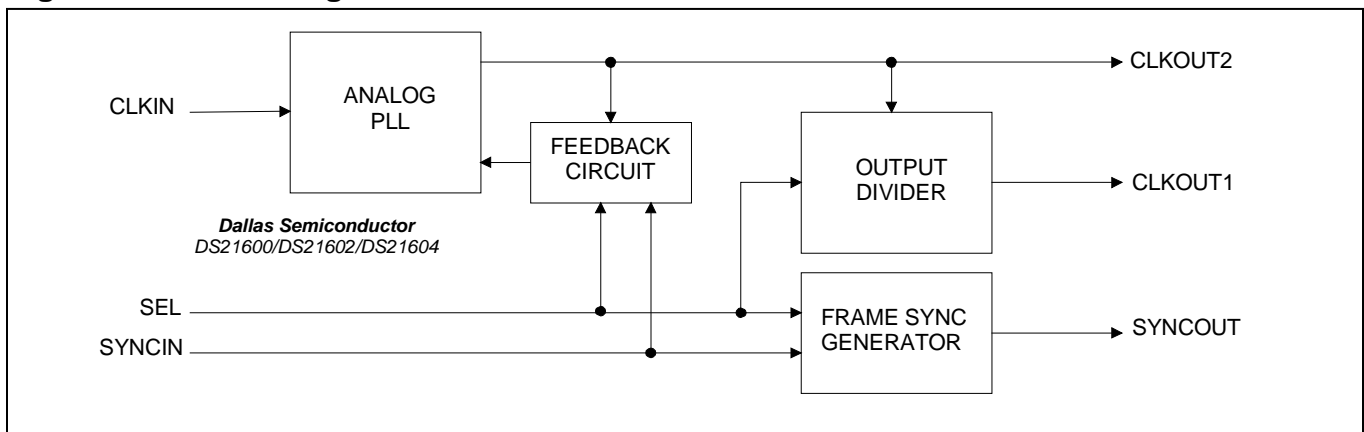 CLKIN
ANALOG
PLL
FEEDBACK
CIRCUIT
OUTPUT
DIVIDER
CLKOUT2
CLKOUT1
Dallas Semiconductor
DS21600/DS21602/DS21604
SEL
SYNCIN
FRAME SYNC
GENERATOR
SYNCOUT